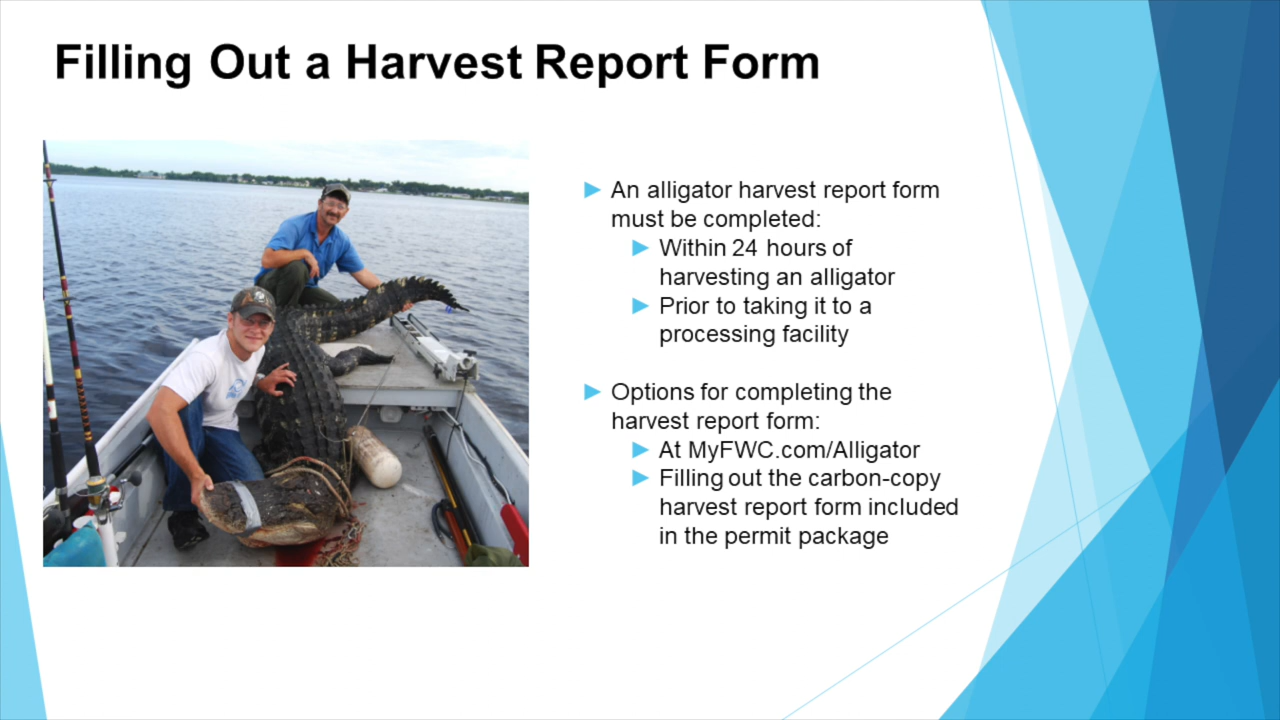 Filling Out a Harvest Report Form
An alligator harvest report form
must be completed:
Within 24 hours of
harvesting an alligator
Prior to taking it to a
processing facility
Options for completing the
harvest report form:
At MyFWC.com/Alligator
Filling out the carbon-copy
harvest report form included
in the permit package